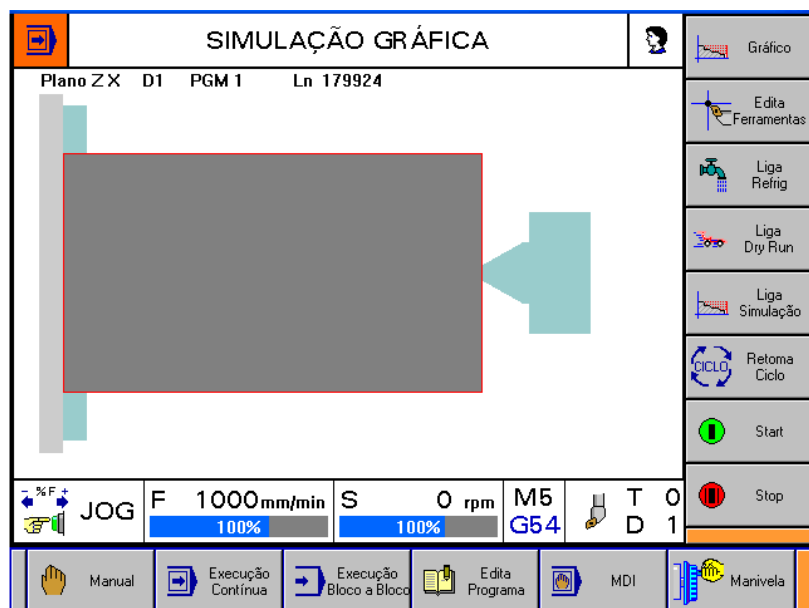 SIMULAÇÃO GRÁFICA
Plano Z X D1 PGM 1 Ln 179924
Gráfico
Edita
Ferramentas
Liga
Refrig
Liga
Dry Run
Liga
Simulação
CICLO
Retoma
Ciclo
Start
Stop
- %F +
JOG
F 1000 mm/min
100%
S 0 rpm
100%
M5
G54
T 0
D 1
Manual
Execução
Contínua
Execução
Bloco a Bloco
Edita
Programa
MDI
Manivela